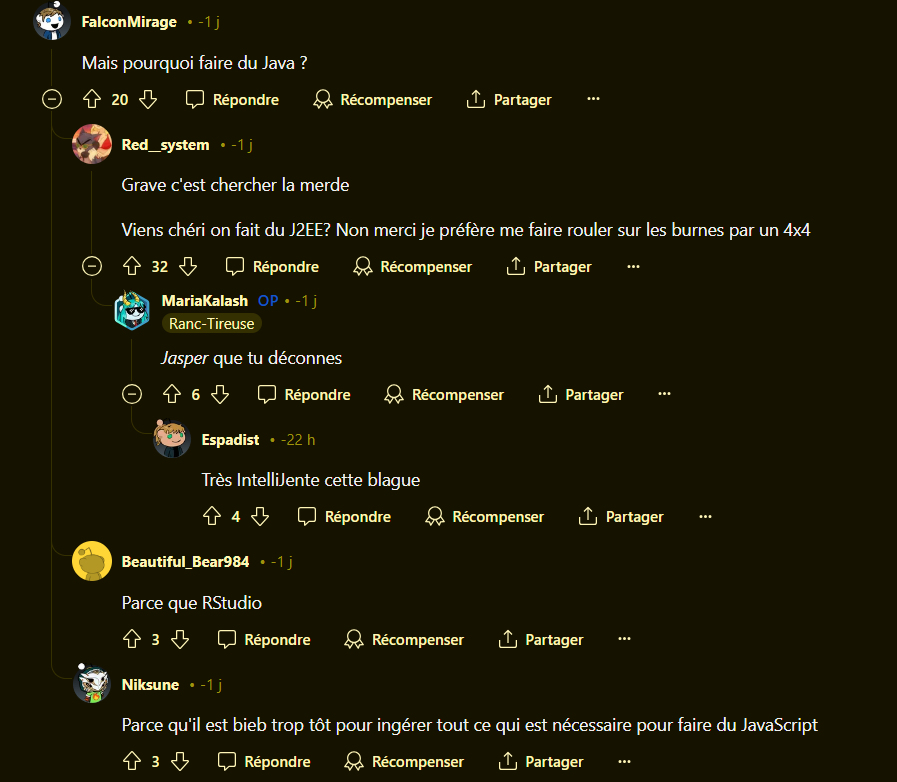 FalconMirage • -1 j
Mais pourquoi faire du Java ?
20 Répondre Récompenser Partager ...
Red__system • -1 j
Grave c'est chercher la merde
Viens chéri on fait du J2EE? Non merci je préfère me faire rouler sur les burnes par un 4x4
32 Répondre Récompenser Partager ...
MariaKalash OP • -1 j
Ranc-Tireuse
Jasper que tu déconnes
6 Répondre Récompenser Partager ...
Espadist • -22 h
Très IntelliJente cette blague
4 Répondre Récompenser Partager ...
Beautiful_Bear984 • -1 j
Parce que RStudio
3 Répondre Récompenser Partager ...
Niksune • -1 j
Parce qu'il est bieb trop tôt pour ingérer tout ce qui est nécessaire pour faire du JavaScript
3 Répondre Récompenser Partager ...